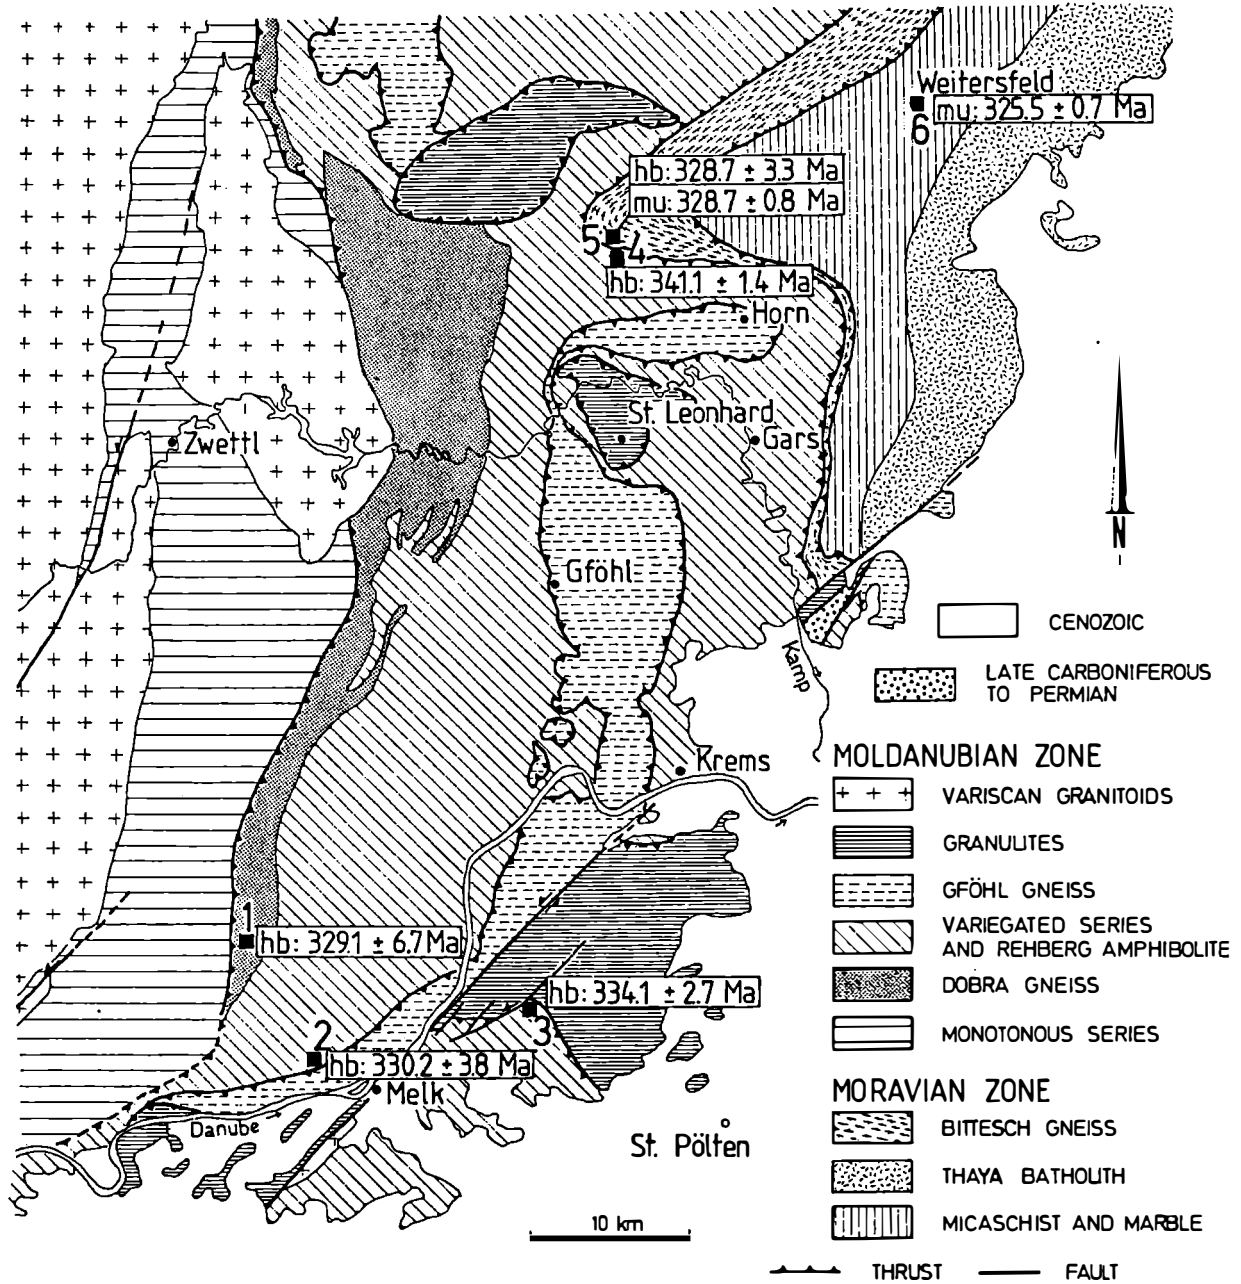 Weitersfeld
mu: 325.5 ± 0.7 Ma
6
hb: 328.7 ± 3.3 Ma
mu: 328.7 ± 0.8 Ma
5
4
hb: 341.1 ± 1.4 Ma
Horn
St. Leonhard
Gars
Zwettl
N
Gföhl
Kamp
Krems
1
hb: 329.1 ± 6.7 Ma
hb: 334.1 ± 2.7 Ma
3
2
hb: 330.2 ± 3.8 Ma
Melk
Danube
St. Pölten
10 km
CENOZOIC
LATE CARBONIFEROUS
TO PERMIAN
MOLDANUBIAN ZONE
VARISCAN GRANITOIDS
GRANULITES
GFÖHL GNEISS
VARIEGATED SERIES
AND REHBERG AMPHIBOLITE
DOBRA GNEISS
MONOTONOUS SERIES
MORAVIAN ZONE
BITTESCH GNEISS
THAYA BATHOLITH
MICASCHIST AND MARBLE
THRUST
FAULT